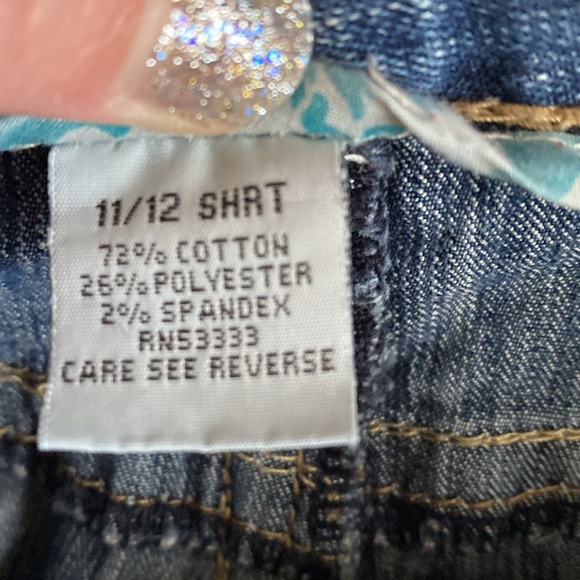 11/12 SHRT
72% COTTON
26% POLYESTER
2% SPANDEX
RN53333
CARE SEE REVERSE